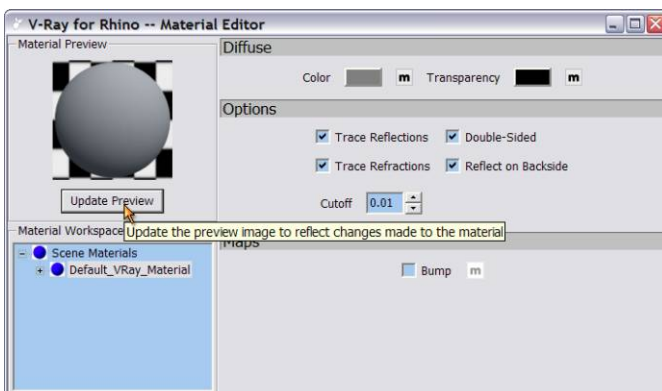 V-Ray for Rhino -- Material Editor
Material Preview
Update Preview
Diffuse
Color m Transparency m
Options
Trace Reflections Double-Sided
Trace Refractions Reflect on Backside
Cutoff 0.01
Update the preview image to reflect changes made to the material
Maps
Bump m
Material Workspace
Scene Materials
Default_VRay_Material